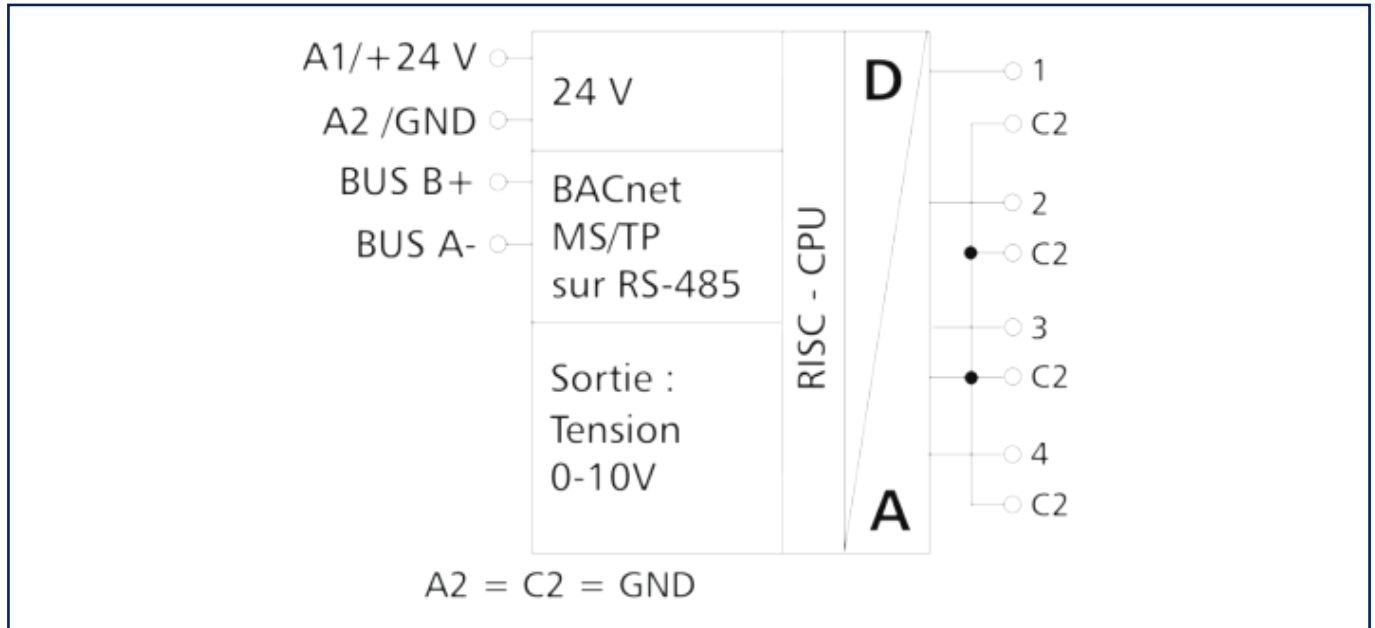 A1/+24 V
A2 /GND
BUS B+
BUS A-
24 V
BACnet
MS/TP
sur RS-485
Sortie :
Tension
0-10V
RISC - CPU
D
A
1
C2
2
C2
3
C2
4
C2
A2 = C2 = GND